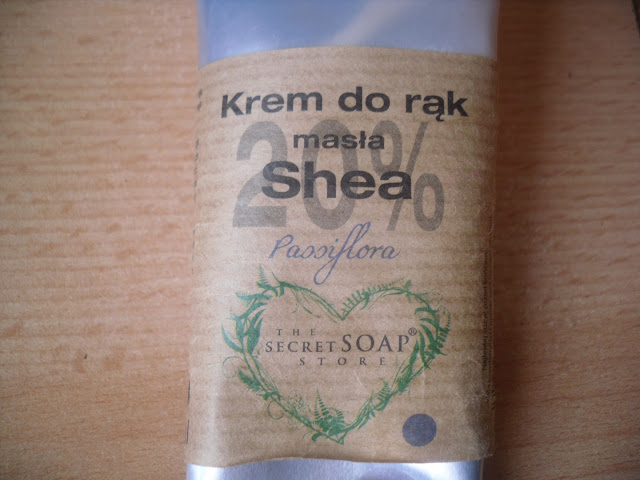 Krem do rąk
20%
masła
Shea
Passiflora
THE
SECRET SOAP®
STORE